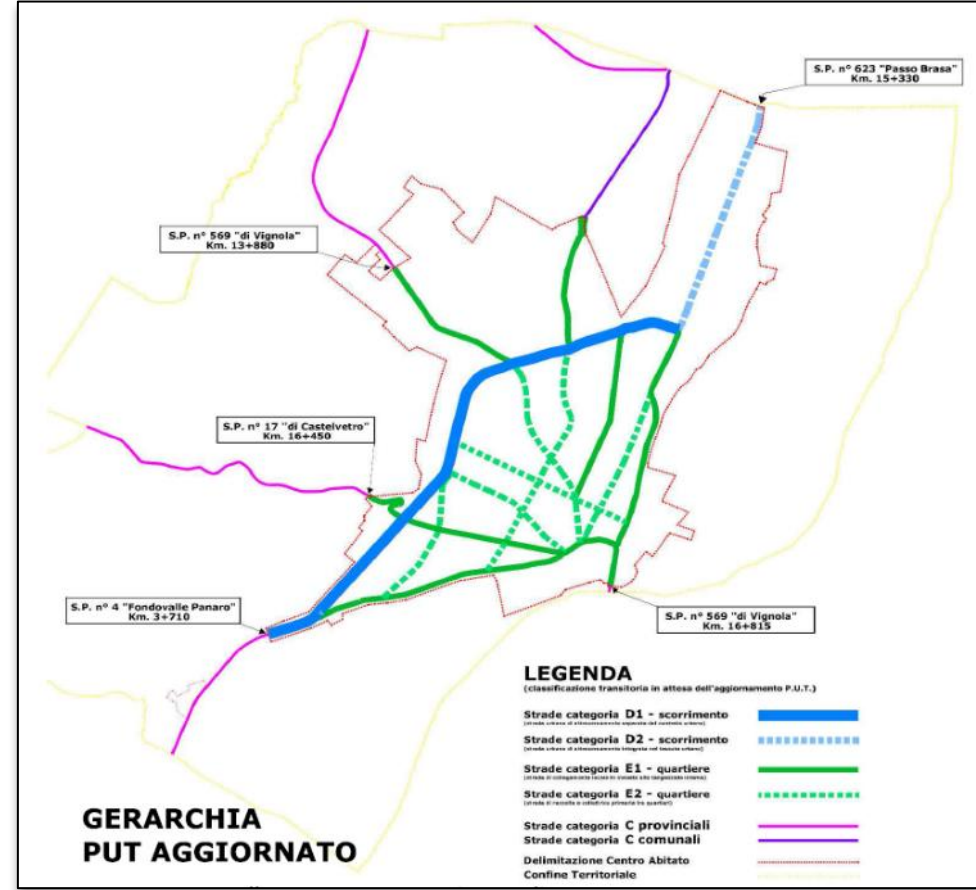 S.P. n° 623 "Passo Brasa"
Km. 15+330
S.P. n° 569 "di Vignola"
Km. 13+880
S.P. n° 17 "di Castelvetro"
Km. 16+450
S.P. n° 4 "Fondovalle Panaro"
Km. 3+710
S.P. n° 569 "di Vignola"
Km. 16+815
LEGENDA
(classificazione transitoria in attesa dell'aggiornamento P.U.T.)
Strade categoria D1 - scorrimento
Strade categoria D2 - scorrimento
Strade categoria E1 - quartiere
Strade categoria E2 - quartiere
Strade categoria C provinciali
Strade categoria C comunali
Delimitazione Centro Abitato
Confine Territoriale
GERARCHIA
PUT AGGIORNATO